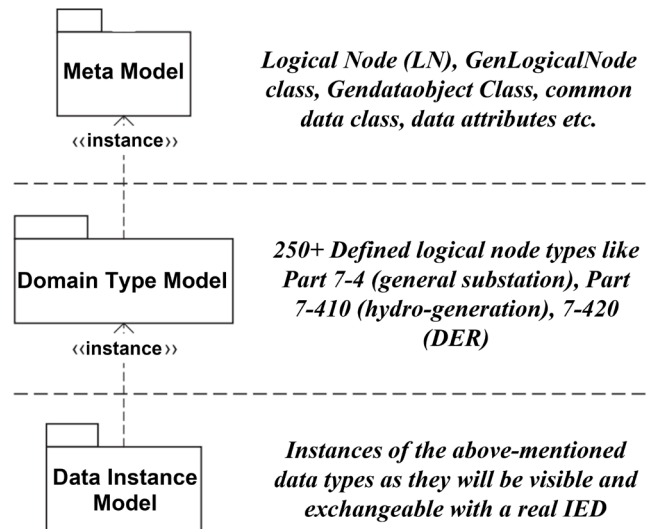 Meta Model
Logical Node (LN), GenLogicalNode
class, Gendataobject Class, common
data class, data attributes etc.
‹‹instance››
Domain Type Model
250+ Defined logical node types like
Part 7-4 (general substation), Part
7-410 (hydro-generation), 7-420
(DER)
‹‹instance››
Data Instance
Model
Instances of the above-mentioned
data types as they will be visible and
exchangeable with a real IED